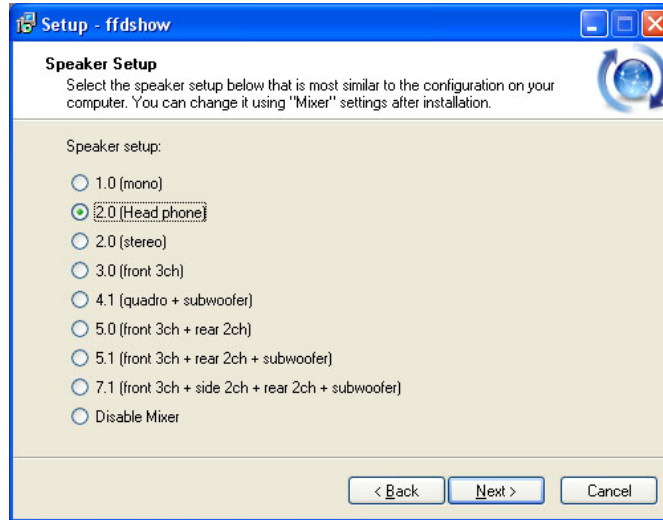 Setup - ffdshow
Speaker Setup
Select the speaker setup below that is most similar to the configuration on your
computer. You can change it using "Mixer" settings after installation.
Speaker setup:
1.0 (mono)
2.0 (Head phone)
2.0 (stereo)
3.0 (front 3ch)
4.1 (quadro + subwoofer)
5.0 (front 3ch + rear 2ch)
5.1 (front 3ch + rear 2ch + subwoofer)
7.1 (front 3ch + side 2ch + rear 2ch + subwoofer)
Disable Mixer
< Back Next > Cancel